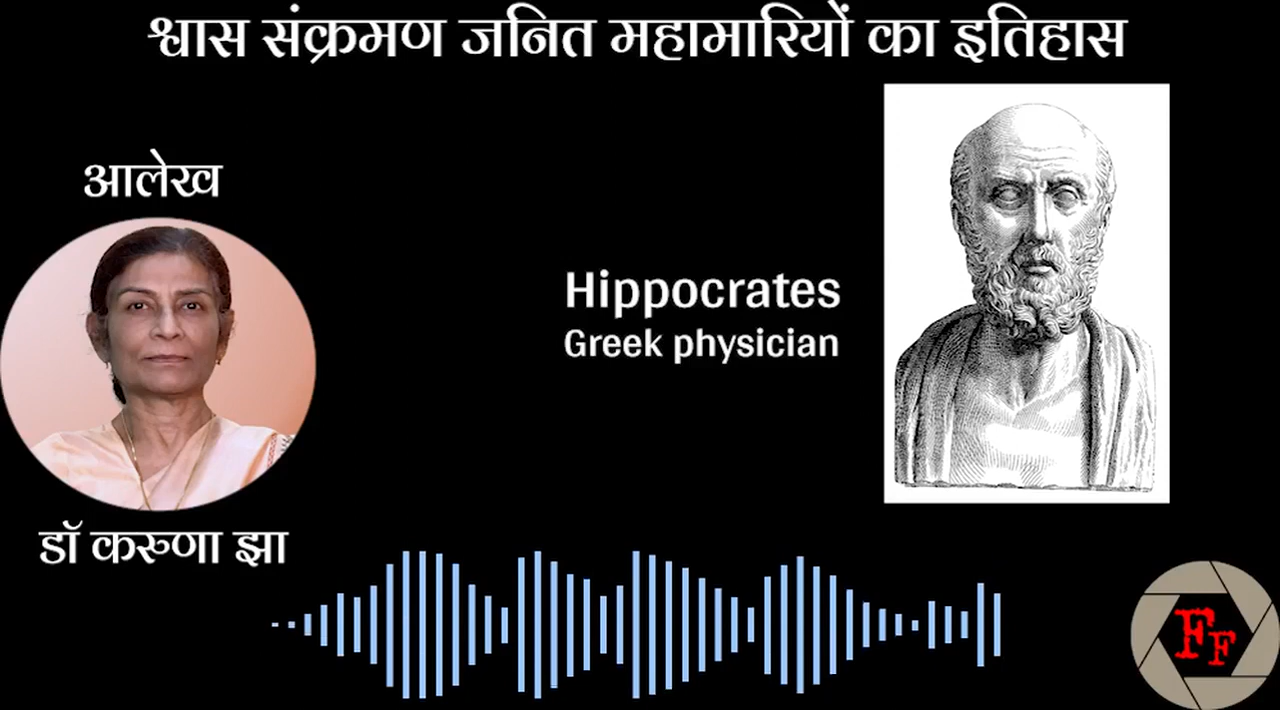 श्वास संक्रमण जनित महामारियों का इतिहास
आलेख
Hippocrates
Greek physician
डॉ करुणा झा
FF